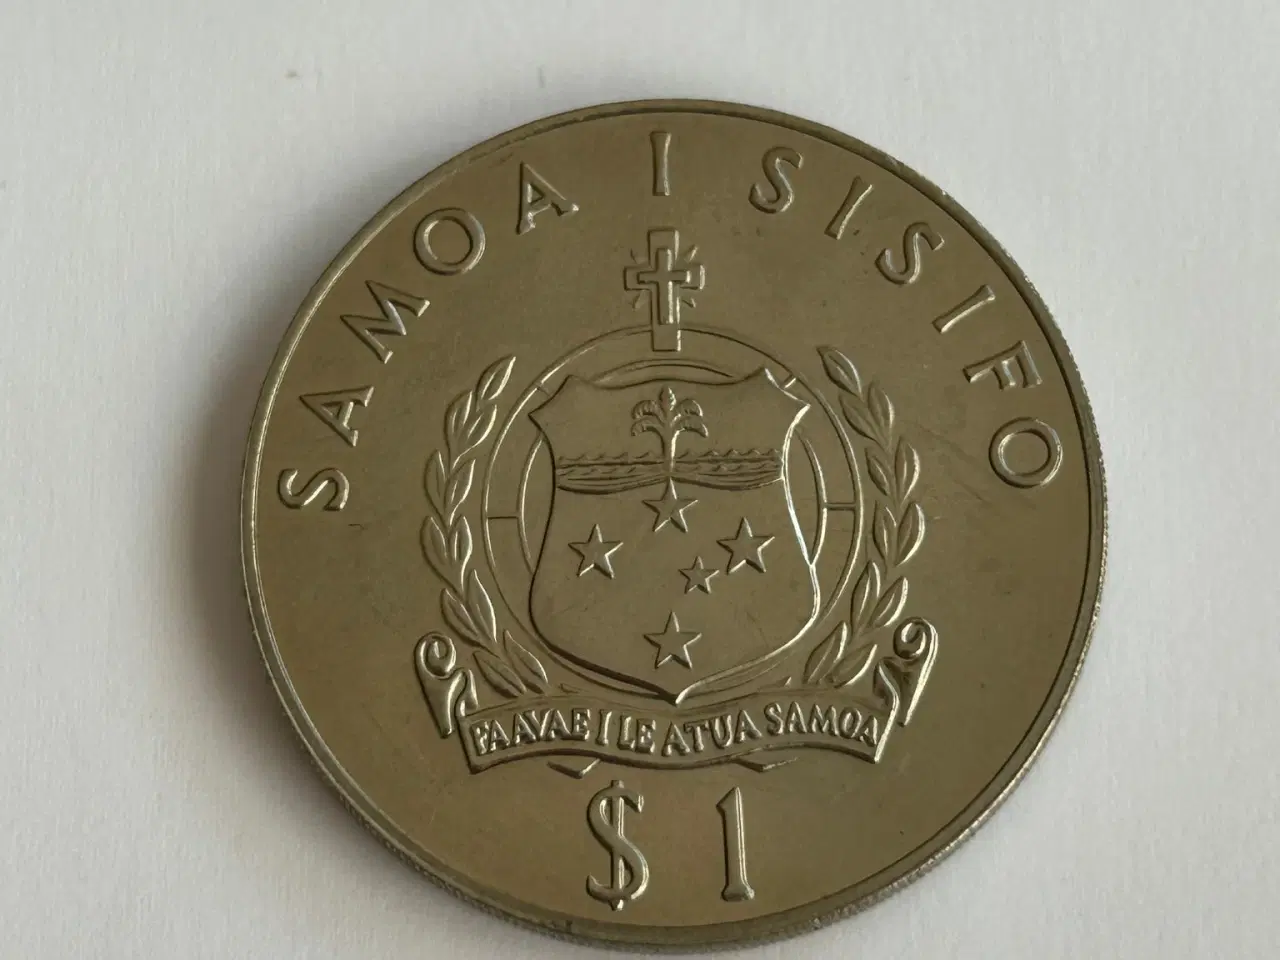 SAMOA I SISIFO
FAAVAE I LE ATUA SAMOA
$1